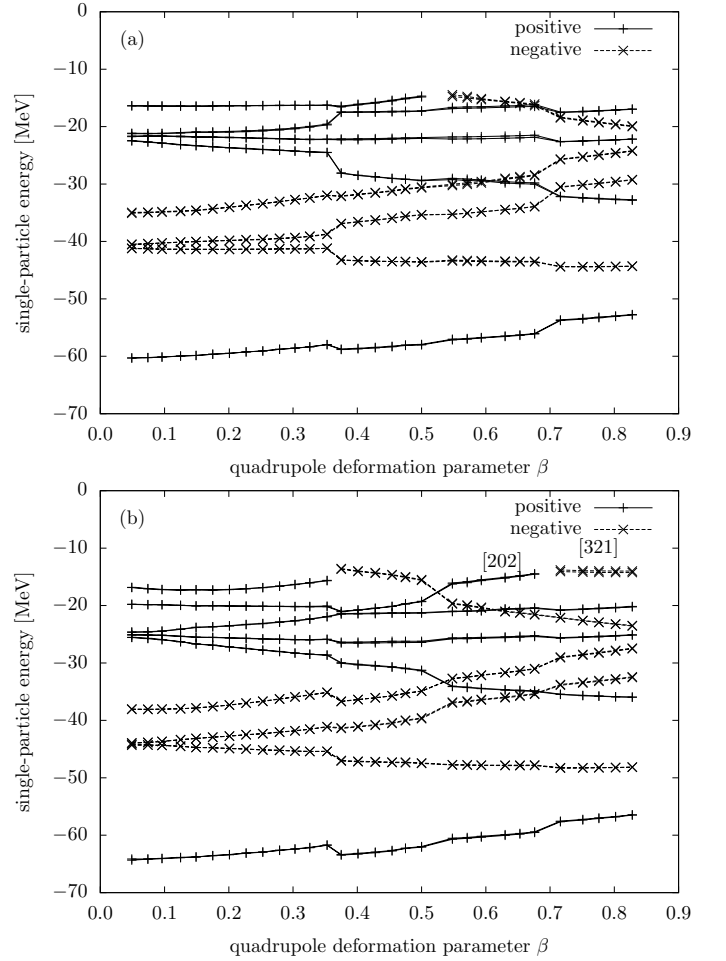 (a)
positive
negative
single-particle energy [MeV]
0
−10
−20
−30
−40
−50
−60
−70
0.0 0.1 0.2 0.3 0.4 0.5 0.6 0.7 0.8 0.9
quadrupole deformation parameter β
(b)
positive
negative
[202]
[321]
single-particle energy [MeV]
0
−10
−20
−30
−40
−50
−60
−70
0.0 0.1 0.2 0.3 0.4 0.5 0.6 0.7 0.8 0.9
quadrupole deformation parameter β